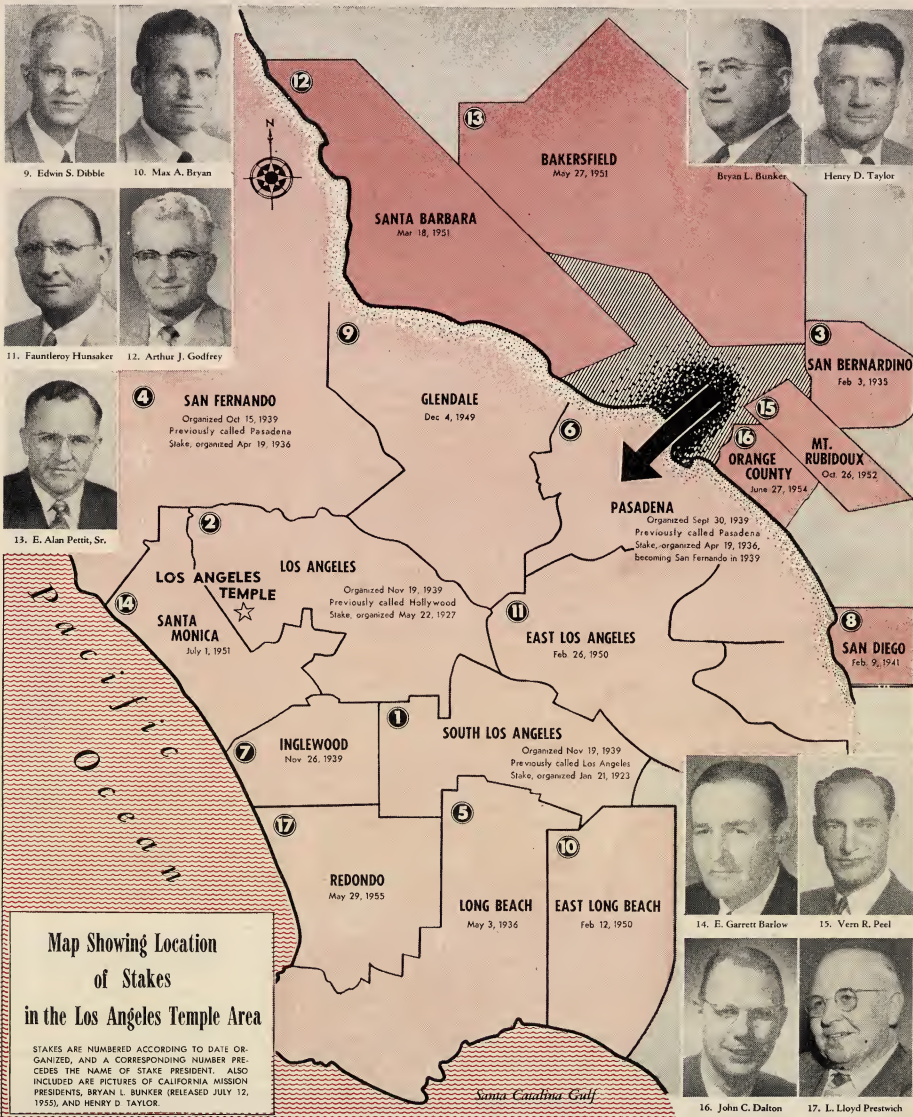 9. Edwin S. Dibble
10. Max A. Bryan
Bryan L. Bunker
Henry D. Taylor
11. Fauntleroy Hunsaker
12. Arthur J. Godfrey
13. E. Alan Pettit, Sr.
N
12
SANTA BARBARA
Mar 18, 1951
13
BAKERSFIELD
May 27, 1951
3
SAN BERNARDINO
Feb 3, 1935
15
MT.
RUBIDOUX
Oct. 26, 1952
16
ORANGE
COUNTY
June 27, 1954
8
SAN DIEGO
Feb. 9, 1941
4
SAN FERNANDO
Organized Oct 15, 1939
Previously called Pasadena
Stake, organized Apr 19, 1936
9
GLENDALE
Dec 4, 1949
6
PASADENA
Organized Sept 30, 1939
Previously called Pasadena
Stake, organized Apr 19, 1936,
becoming San Fernando in 1939
2
LOS ANGELES
Organized Nov 19, 1939
Previously called Hollywood
Stake, organized May 22, 1927
LOS ANGELES
TEMPLE
14
SANTA
MONICA
July 1, 1951
11
EAST LOS ANGELES
Feb 26, 1950
7
INGLEWOOD
Nov 26, 1939
1
SOUTH LOS ANGELES
Organized Nov 19, 1939
Previously called Los Angeles
Stake, organized Jan 21, 1923
17
REDONDO
May 29, 1955
5
LONG BEACH
May 3, 1936
10
EAST LONG BEACH
Feb 12, 1950
Pacific
Ocean
Santa Catalina Gulf
14. E. Garrett Barlow
15. Vern R. Peel
16. John C. Dalton
17. L. Lloyd Prestwich
Map Showing Location
of Stakes
in the Los Angeles Temple Area
STAKES ARE NUMBERED ACCORDING TO DATE OR-
GANIZED, AND A CORRESPONDING NUMBER PRE-
CEDES THE NAME OF STAKE PRESIDENT. ALSO
INCLUDED ARE PICTURES OF CALIFORNIA MISSION
PRESIDENTS, BRYAN L. BUNKER (RELEASED JULY 12,
1955), AND HENRY D. TAYLOR.